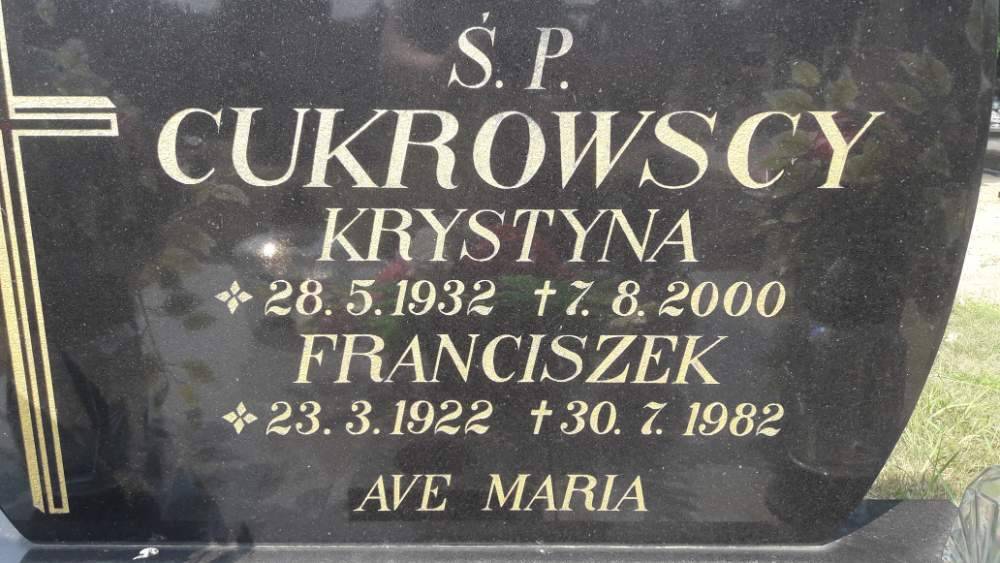 Ś. P.
CUKROWSCY
KRYSTYNA
28. 5. 1932 † 7. 8. 2000
FRANCISZEK
23. 3. 1922 † 30. 7. 1982
AVE MARIA